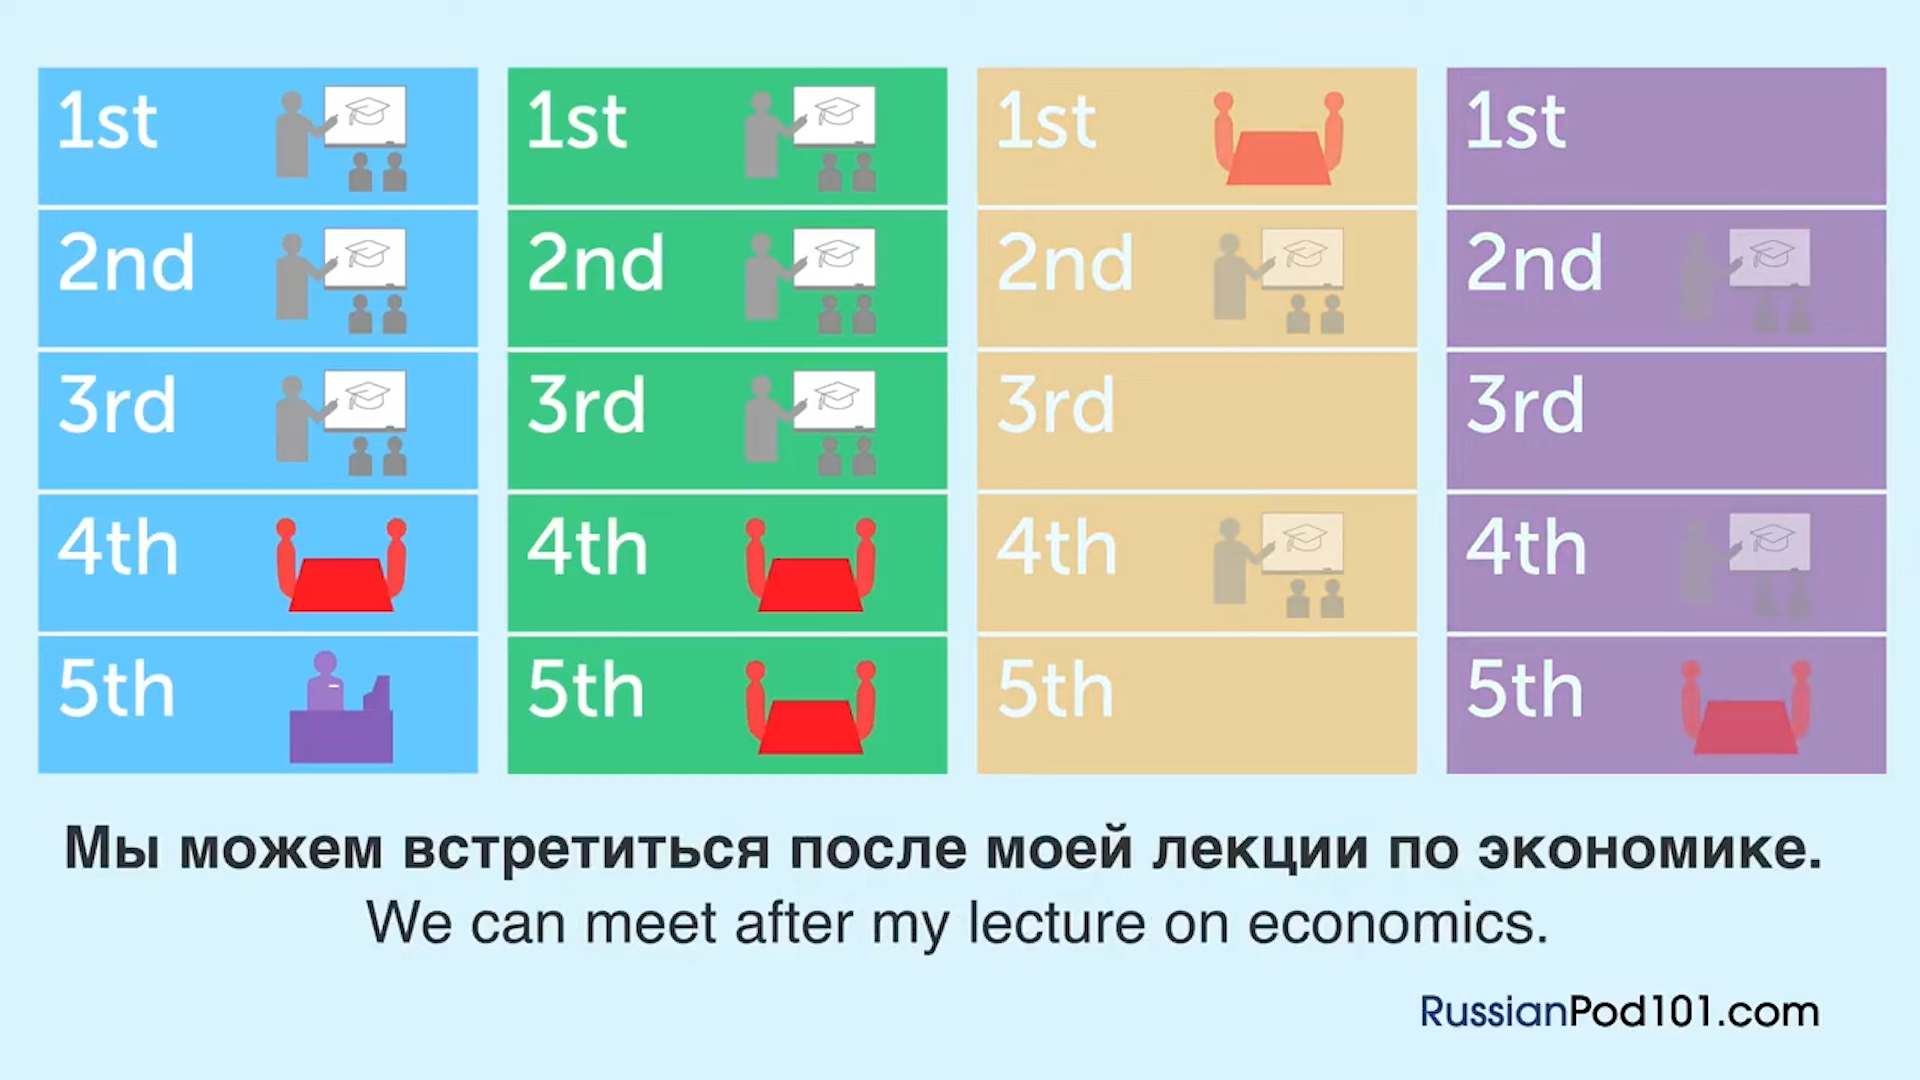 1st
2nd
3rd
4th
5th
1st
2nd
3rd
4th
5th
1st
2nd
3rd
4th
5th
1st
2nd
3rd
4th
5th
Мы можем встретиться после моей лекции по экономике.
We can meet after my lecture on economics.
RussianPod101.com